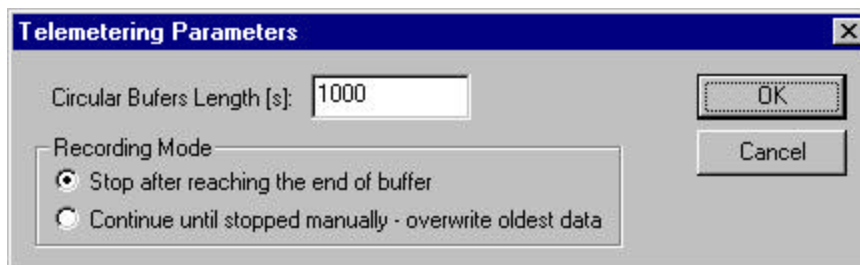 Telemetering Parameters
Circular Bufers Length [s]: 1000
OK
Recording Mode
Cancel
Stop after reaching the end of buffer
Continue until stopped manually - overwrite oldest data